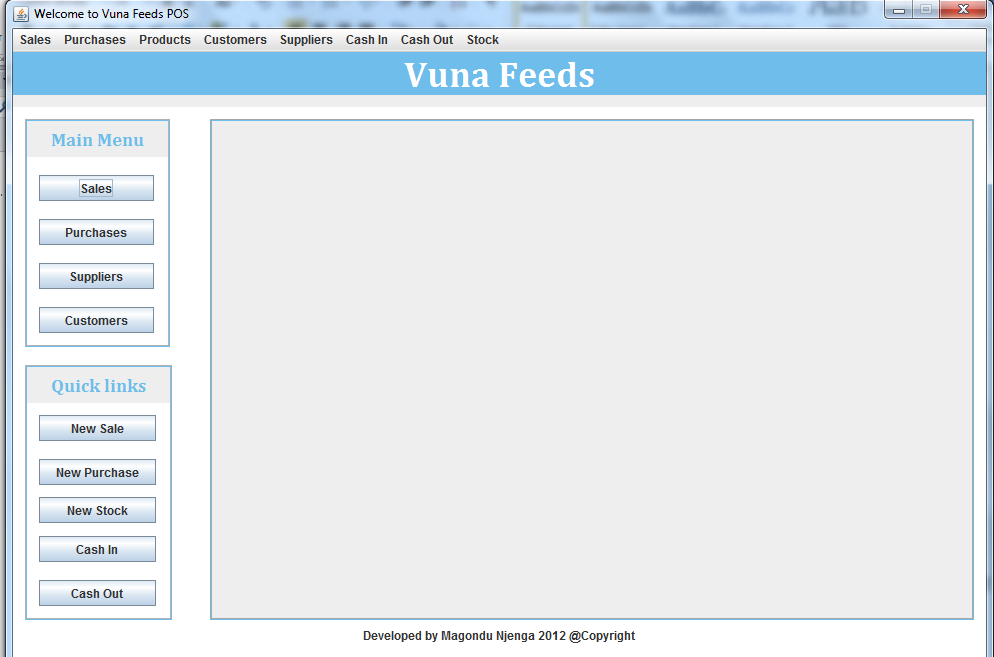 Welcome to Vuna Feeds POS
Sales Purchases Products Customers Suppliers Cash In Cash Out Stock
Vuna Feeds
Main Menu
Sales
Purchases
Suppliers
Customers
Quick links
New Sale
New Purchase
New Stock
Cash In
Cash Out
Developed by Magondu Njenga 2012 @Copyright